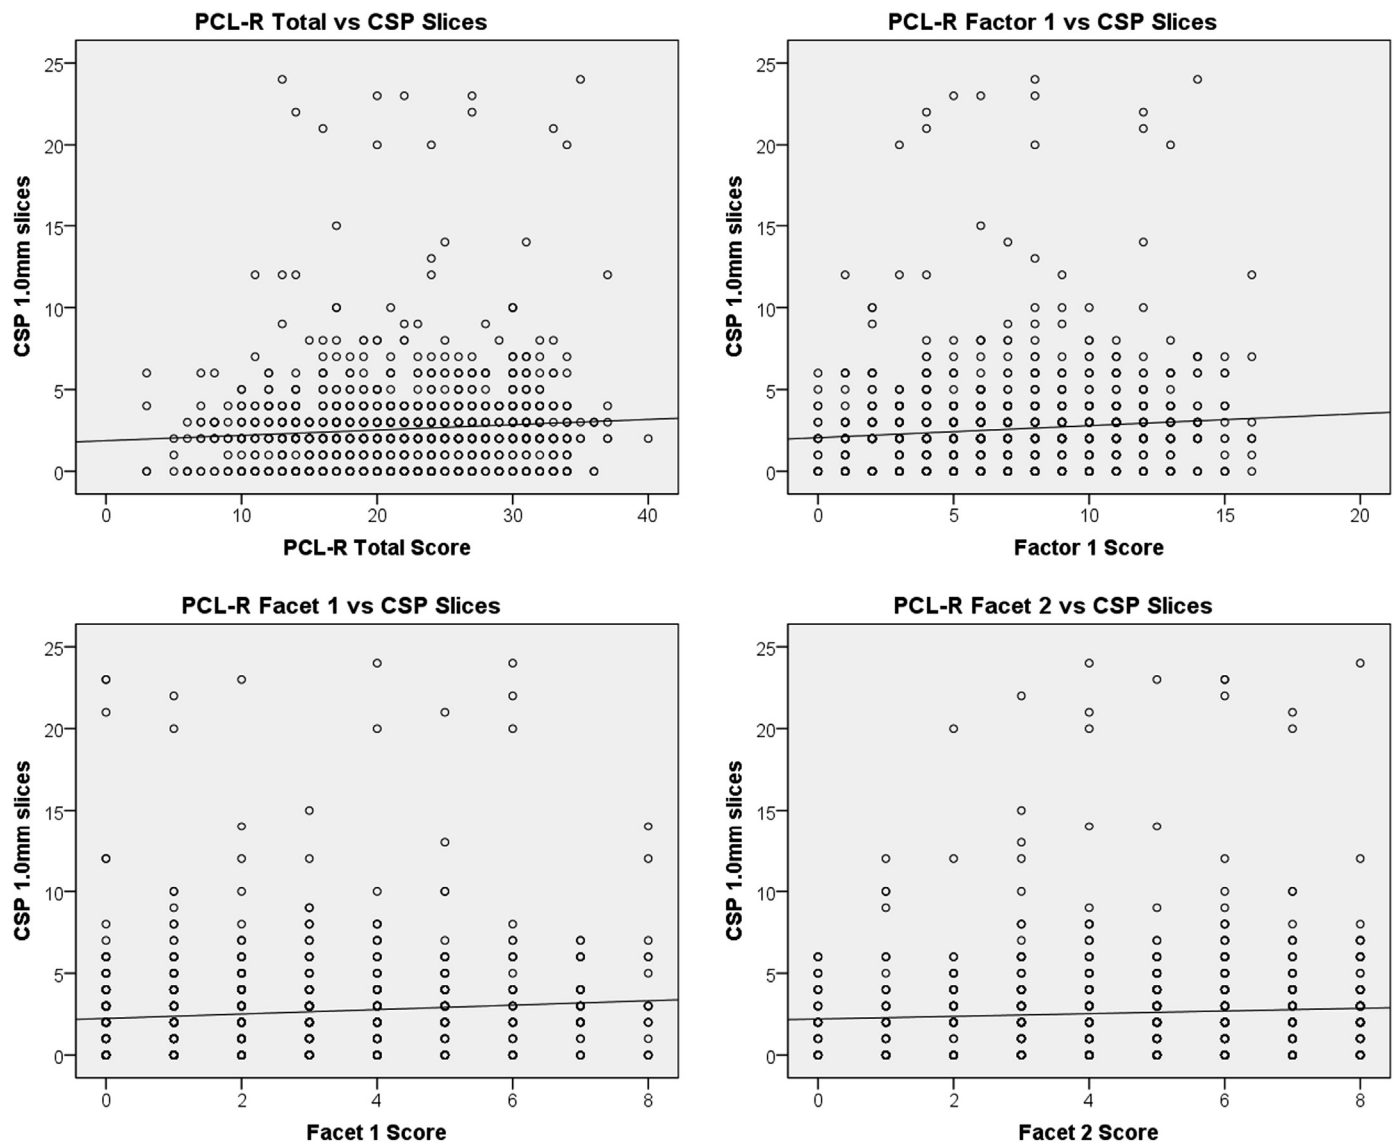 PCL-R Total vs CSP Slices
CSP 1.0mm slices
25
20
15
10
5
0
0 10 20 30 40
PCL-R Total Score
PCL-R Factor 1 vs CSP Slices
CSP 1.0mm slices
25
20
15
10
5
0
0 5 10 15 20
Factor 1 Score
PCL-R Facet 1 vs CSP Slices
CSP 1.0mm slices
25
20
15
10
5
0
0 2 4 6 8
Facet 1 Score
PCL-R Facet 2 vs CSP Slices
CSP 1.0mm slices
25
20
15
10
5
0
0 2 4 6 8
Facet 2 Score